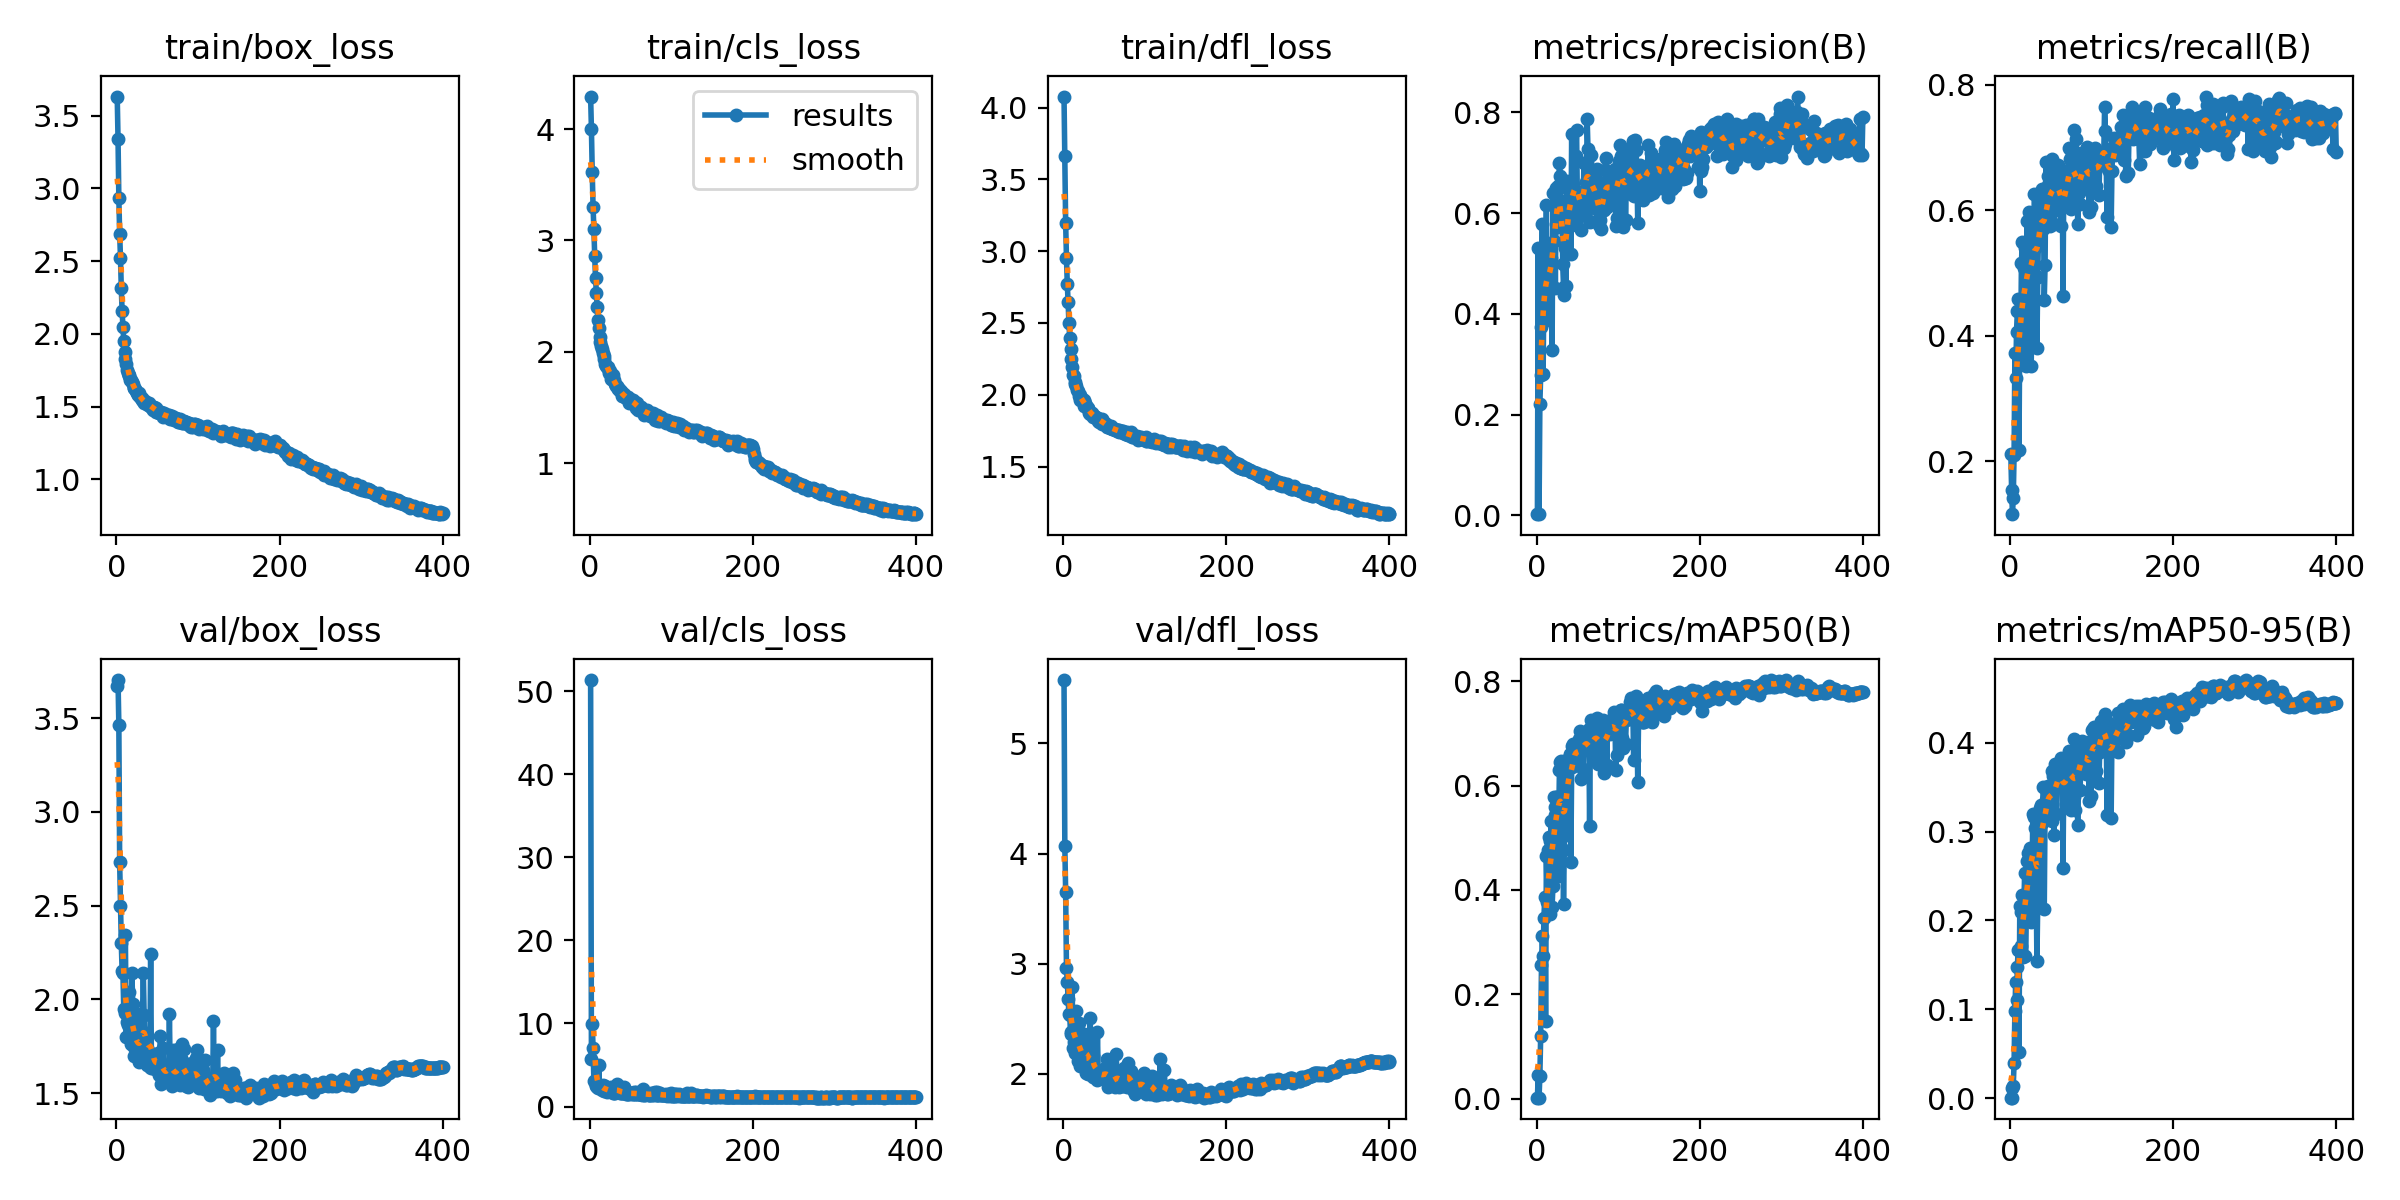 train/box_loss
3.5
3.0
2.5
2.0
1.5
1.0
0 200 400
train/cls_loss
results
smooth
4
3
2
1
0 200 400
train/dfl_loss
4.0
3.5
3.0
2.5
2.0
1.5
0 200 400
metrics/precision(B)
0.8
0.6
0.4
0.2
0.0
0 200 400
metrics/recall(B)
0.8
0.6
0.4
0.2
0 200 400
val/box_loss
3.5
3.0
2.5
2.0
1.5
0 200 400
val/cls_loss
50
40
30
20
10
0
0 200 400
val/dfl_loss
5
4
3
2
0 200 400
metrics/mAP50(B)
0.8
0.6
0.4
0.2
0.0
0 200 400
metrics/mAP50-95(B)
0.4
0.3
0.2
0.1
0.0
0 200 400